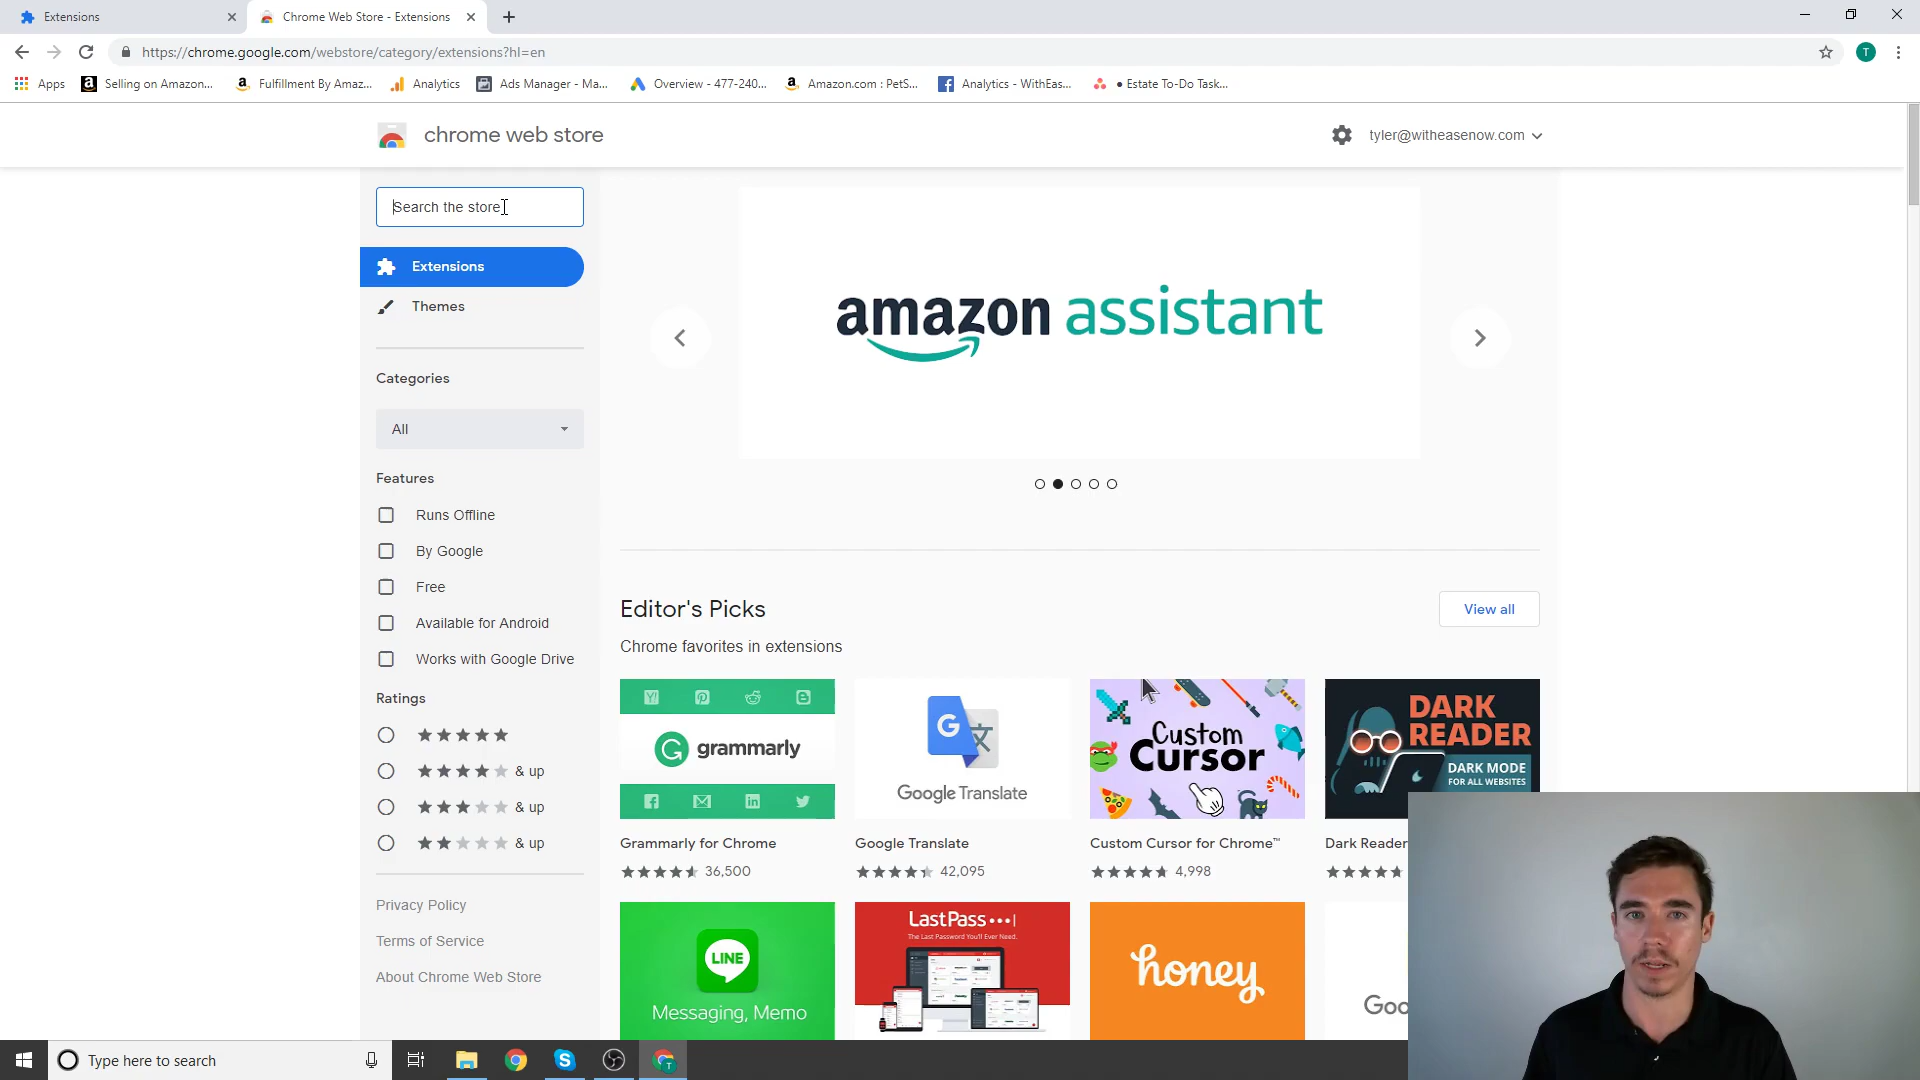 Extensions
Chrome Web Store - Extensions
https://chrome.google.com/webstore/category/extensions?hl=en
T
Apps
Selling on Amazon...
Fulfillment By Amaz...
Analytics
Ads Manager - Ma...
Overview - 477-240...
Amazon.com : PetS...
Analytics - WithEas...
● Estate To-Do Task...
chrome web store
tyler@witheasenow.com
Search the store
Extensions
Themes
Categories
All
Features
Runs Offline
By Google
Free
Available for Android
Works with Google Drive
Ratings
& up
& up
& up
Privacy Policy
Terms of Service
About Chrome Web Store
amazon assistant
Editor's Picks
View all
Chrome favorites in extensions
grammarly
Google Translate
Custom
Cursor
DARK
READER
DARK MODE
FOR ALL WEBSITES
Grammarly for Chrome
36,500
Google Translate
42,095
Custom Cursor for Chrome™
4,998
Dark Reader
LINE
Messaging, Memo
LastPass •••|
The Last Password You'll Ever Need.
honey
Goo
Type here to search